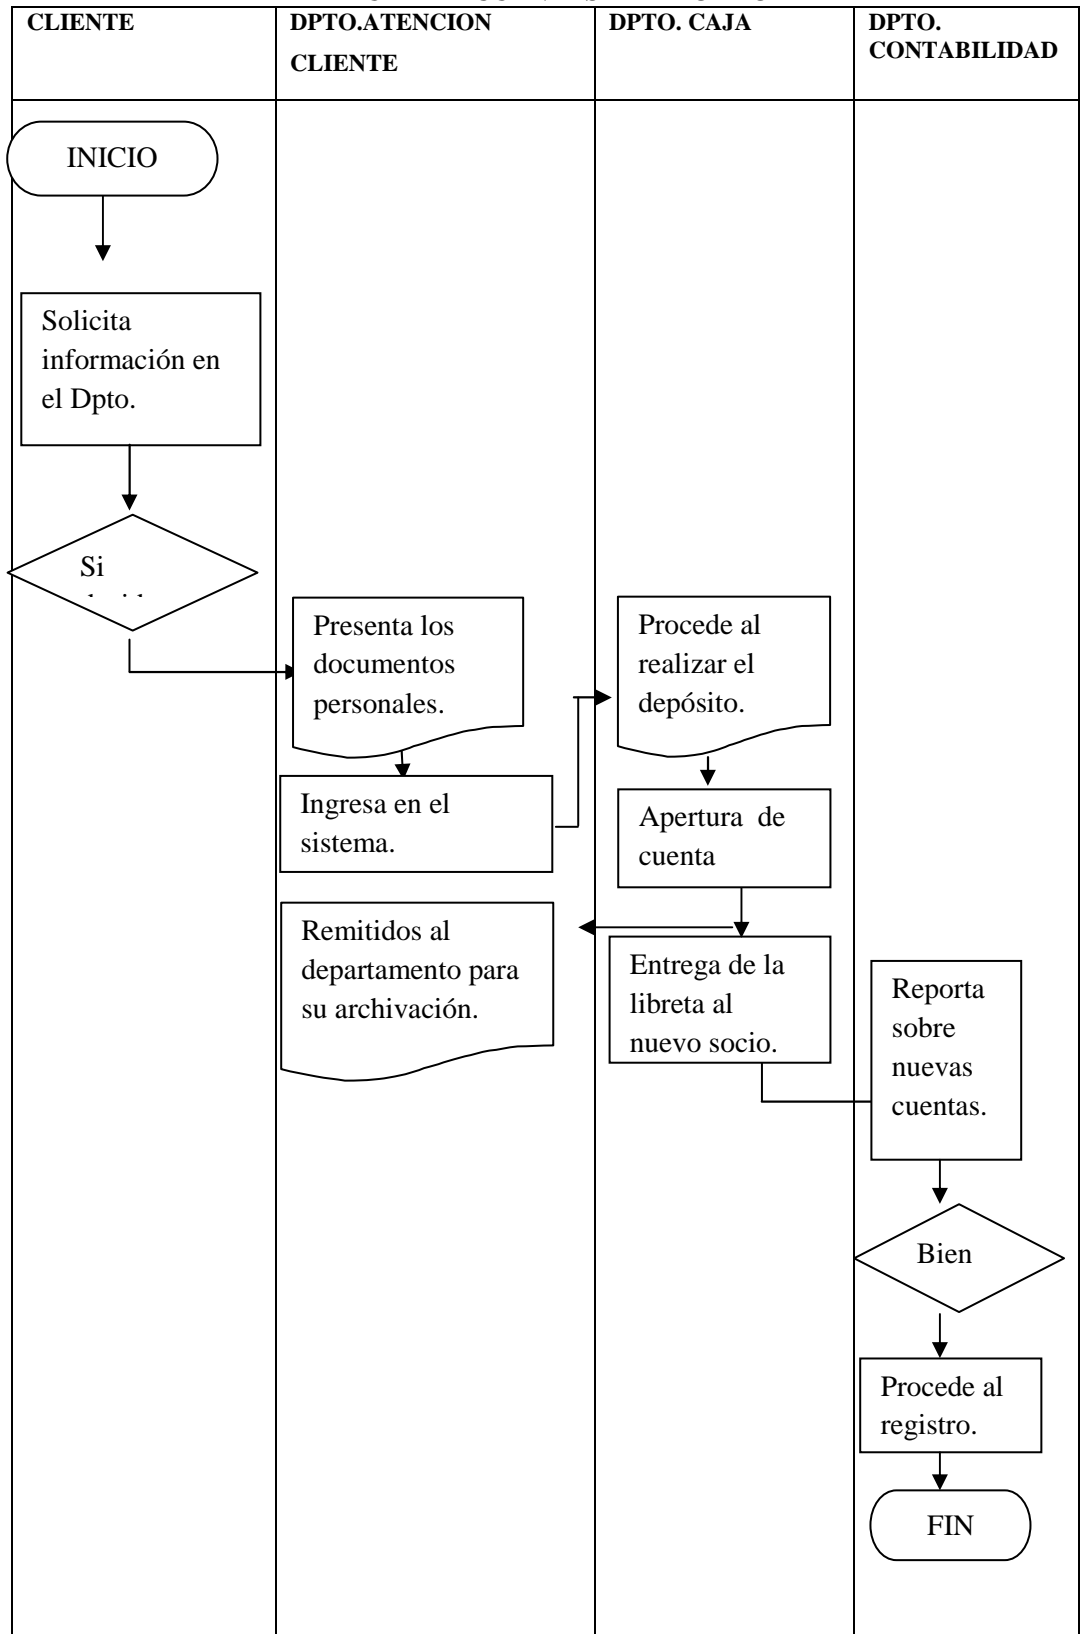 CLIENTE
DPTO.ATENCION
CLIENTE
DPTO. CAJA
DPTO.
CONTABILIDAD
INICIO
Solicita
información en
el Dpto.
Si
Presenta los
documentos
personales.
Ingresa en el
sistema.
Remitidos al
departamento para
su archivación.
Procede al
realizar el
depósito.
Apertura de
cuenta
Entrega de la
libreta al
nuevo socio.
Reporta
sobre
nuevas
cuentas.
Bien
Procede al
registro.
FIN